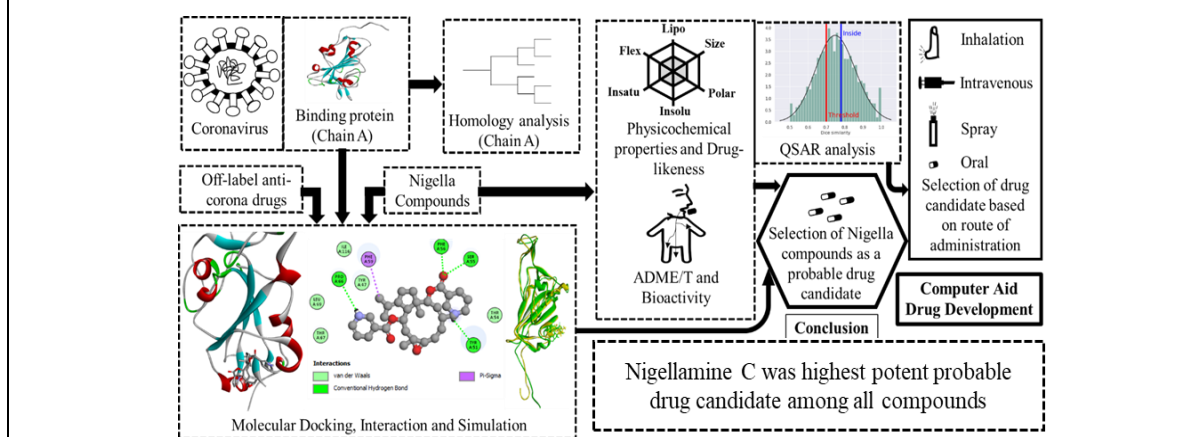 Coronavirus
Binding protein
(Chain A)
Homology analysis
(Chain A)
Off-label anti-
corona drugs
Nigella
Compounds
Interactions
van der Waals
Conventional Hydrogen Bond
Pi-Sigma
Molecular Docking, Interaction and Simulation
Lipo
Flex
Size
Insatu
Polar
Insolu
Physicochemical
properties and Drug-
likeness
ADME/T and
Bioactivity
Inside
Threshold
QSAR analysis
Selection of Nigella
compounds as a
probable drug
candidate
Inhalation
Intravenous
Spray
Oral
Selection of drug
candidate based
on route of
administration
Computer Aid
Drug Development
Conclusion
Nigellamine C was highest potent probable
drug candidate among all compounds